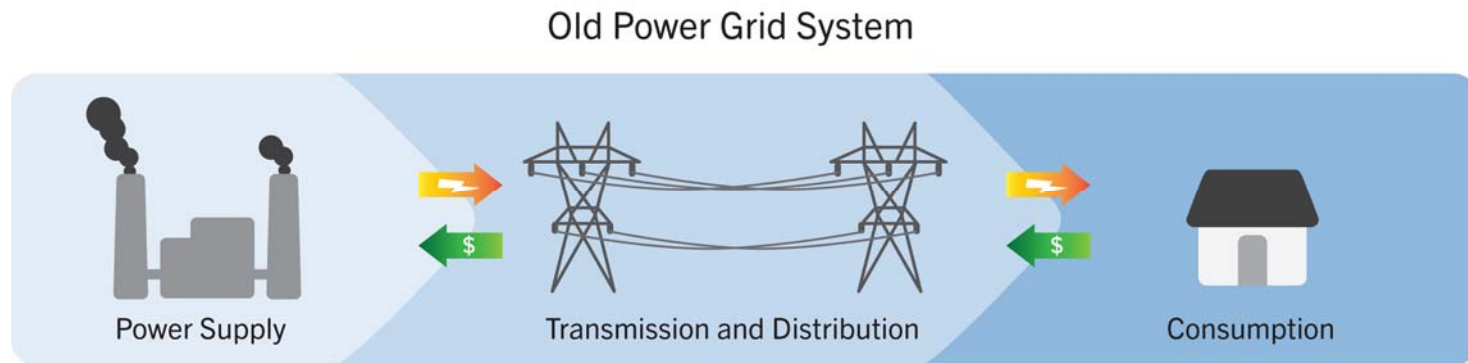 Old Power Grid System
$
$
Power Supply
Transmission and Distribution
Consumption